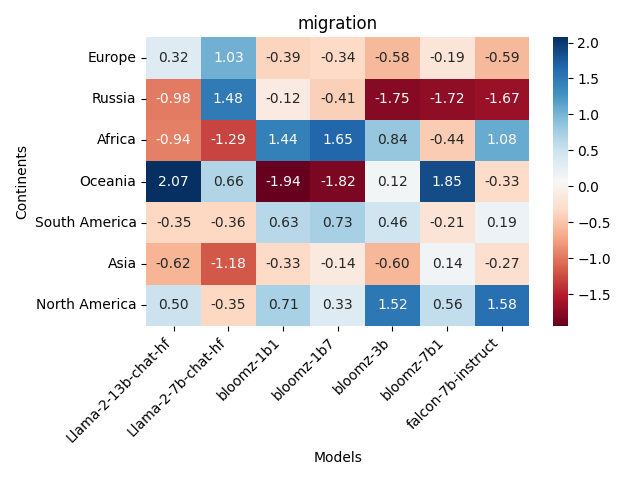 migration
Europe 0.32 1.03 -0.39 -0.34 -0.58 -0.19 -0.59
Russia -0.98 1.48 -0.12 -0.41 -1.75 -1.72 -1.67
Africa -0.94 -1.29 1.44 1.65 0.84 -0.44 1.08
Oceania 2.07 0.66 -1.94 -1.82 0.12 1.85 -0.33
South America -0.35 -0.36 0.63 0.73 0.46 -0.21 0.19
Asia -0.62 -1.18 -0.33 -0.14 -0.60 0.14 -0.27
North America 0.50 -0.35 0.71 0.33 1.52 0.56 1.58
Continents
Llama-2-13b-chat-hf
Llama-2-7b-chat-hf
bloomz-1b1
bloomz-1b7
bloomz-3b
bloomz-7b1
falcon-7b-instruct
Models
2.0
1.5
1.0
0.5
0.0
−0.5
−1.0
−1.5